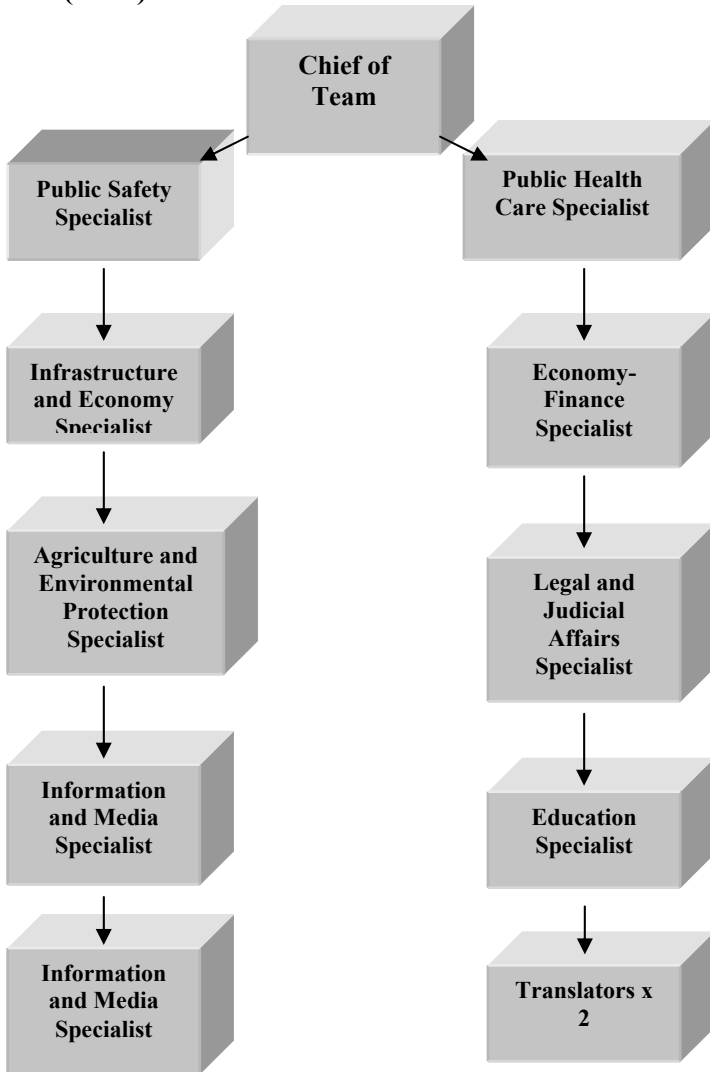 Chief of
Team
Public Safety
Specialist
Public Health
Care Specialist
Infrastructure
and Economy
Specialist
Economy-
Finance
Specialist
Agriculture and
Environmental
Protection
Specialist
Legal and
Judicial
Affairs
Specialist
Information
and Media
Specialist
Education
Specialist
Information
and Media
Specialist
Translators x
2